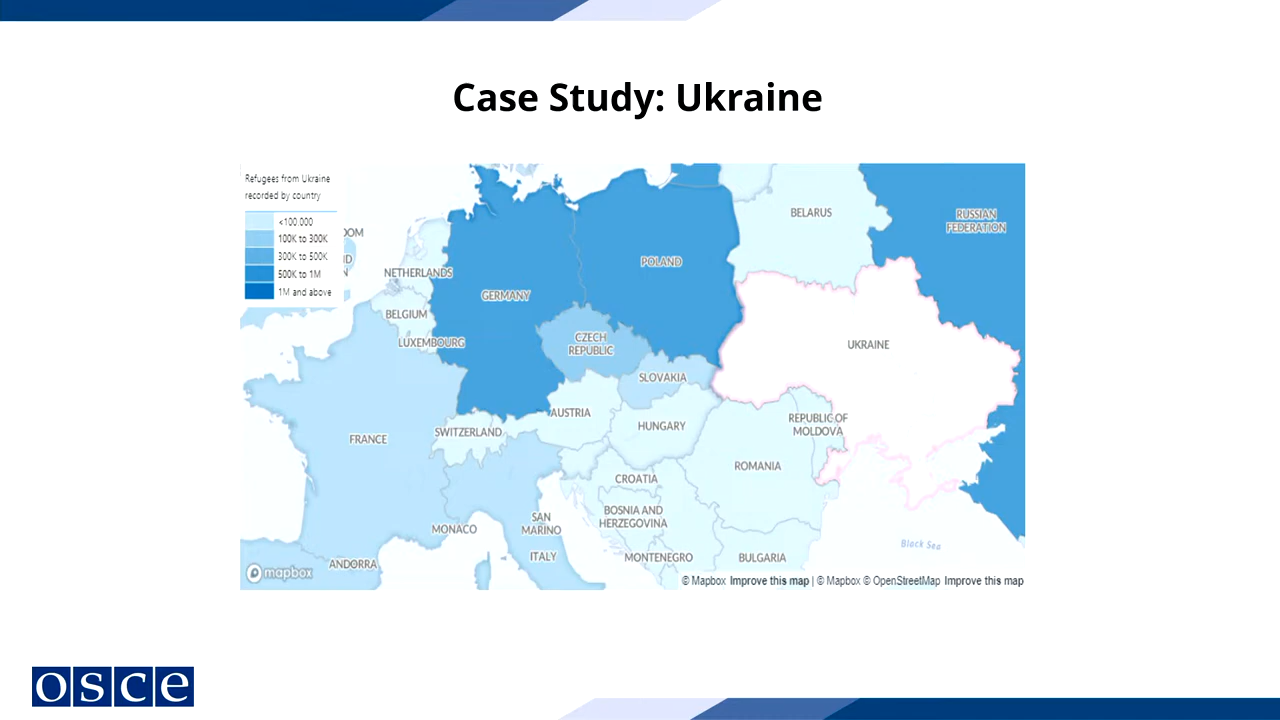 Case Study: Ukraine
Refugees from Ukraine
recorded by country
<100.000
100K to 300K
300K to 500K
500K to 1M
1M and above
DOM
ND
N
BELARUS
RUSSIAN
FEDERATION
NETHERLANDS
POLAND
GERMANY
BELGIUM
LUXEMBOURG
CZECH
REPUBLIC
UKRAINE
SLOVAKIA
AUSTRIA
SWITZERLAND
HUNGARY
REPUBLIC OF
MOLDOVA
FRANCE
ROMANIA
CROATIA
BOSNIA AND
HERZEGOVINA
SAN
MARINO
MONACO
ITALY
ANDORRA
MONTENEGRO
BULGARIA
Black Sea
mapbox
© Mapbox Improve this map | © Mapbox © OpenStreetMap Improve this map
osce